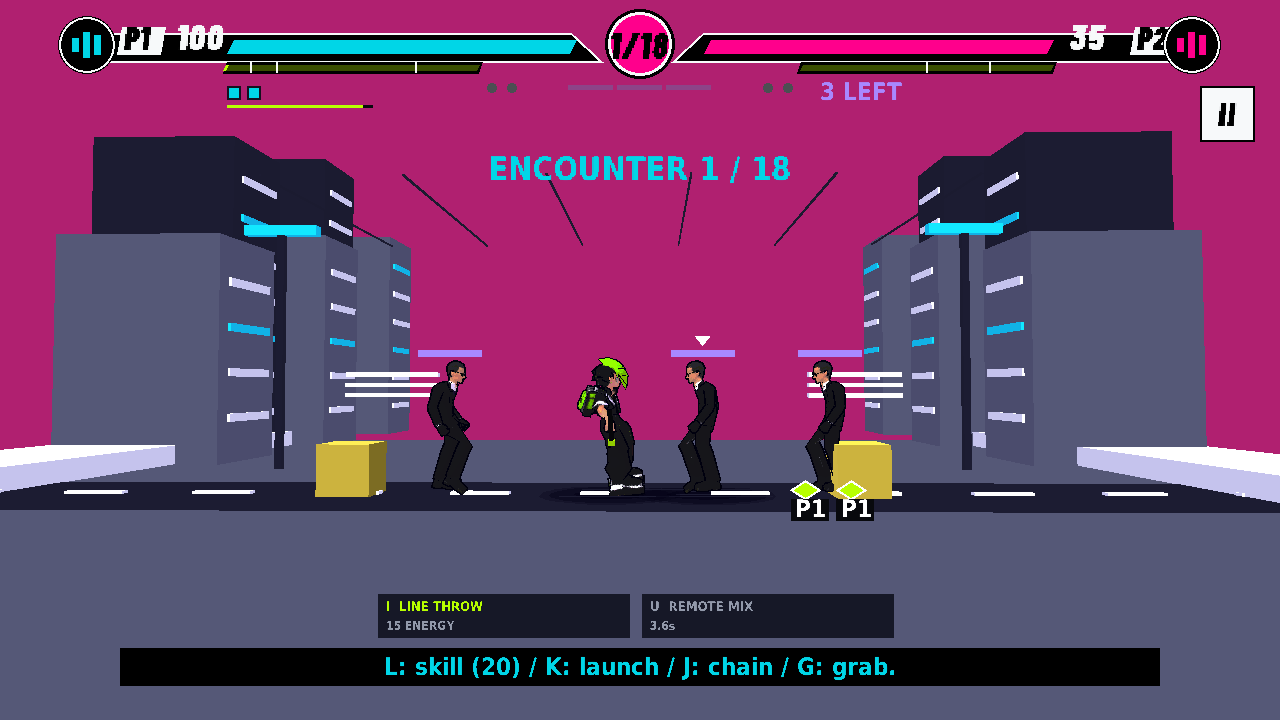 P1 100
1/18
35 P2
3 LEFT
ENCOUNTER 1 / 18
P1 P1
I LINE THROW
15 ENERGY
U REMOTE MIX
3.6s
L: skill (20) / K: launch / J: chain / G: grab.